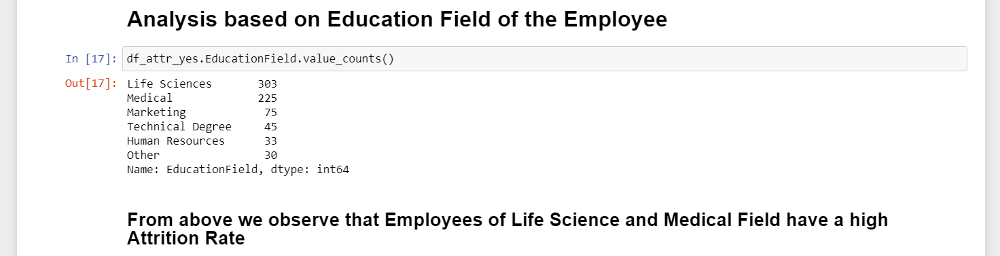 Analysis based on Education Field of the Employee
In [17]: df_attr_yes.EducationField.value_counts()
Out[17]: Life Sciences       303
Medical             225
Marketing            75
Technical Degree     45
Human Resources      33
Other                30
Name: EducationField, dtype: int64
From above we observe that Employees of Life Science and Medical Field have a high
Attrition Rate